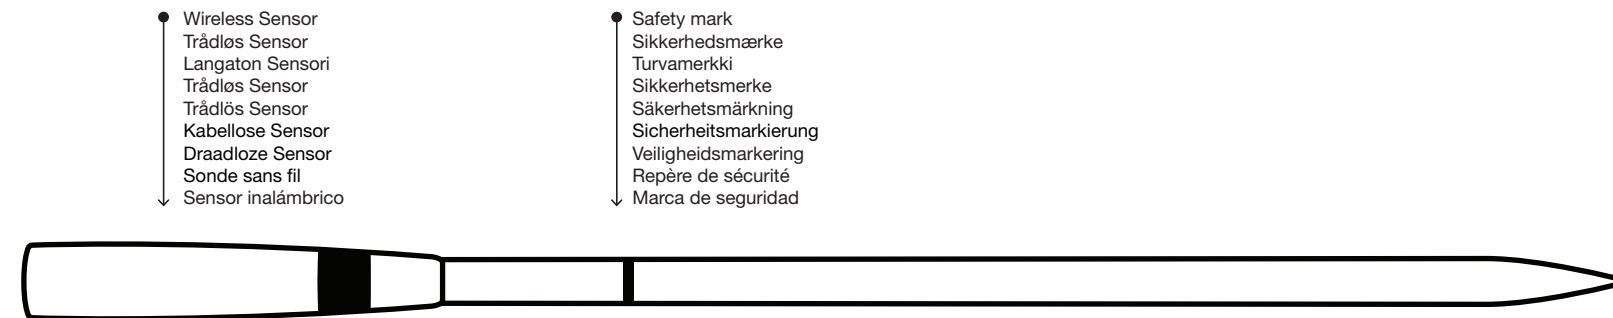 Wireless Sensor
Trådløs Sensor
Langaton Sensori
Trådløs Sensor
Trådlös Sensor
Kabellose Sensor
Draadloze Sensor
Sonde sans fil
Sensor inalámbrico
Safety mark
Sikkerhedsmærke
Turvamerkki
Sikkerhetsmerke
Säkerhetsmärkning
Sicherheitsmarkierung
Veiligheidsmarkering
Repère de sécurité
Marca de seguridad